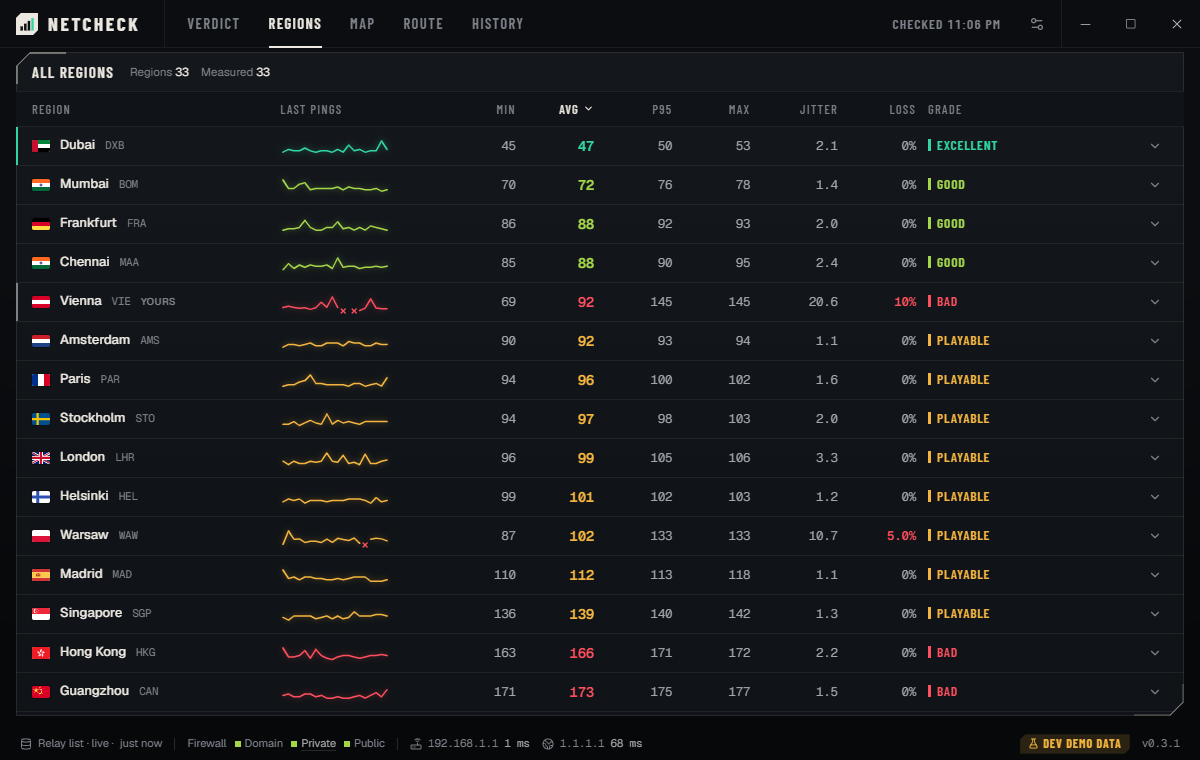 NETCHECK VERDICT REGIONS MAP ROUTE HISTORY CHECKED 11:06 PM
ALL REGIONS Regions 33 Measured 33
REGION LAST PINGS MIN AVG P95 MAX JITTER LOSS GRADE
Dubai DXB 45 47 50 53 2.1 0% EXCELLENT
Mumbai BOM 70 72 76 78 1.4 0% GOOD
Frankfurt FRA 86 88 92 93 2.0 0% GOOD
Chennai MAA 85 88 90 95 2.4 0% GOOD
Vienna VIE YOURS 69 92 145 145 20.6 10% BAD
Amsterdam AMS 90 92 93 94 1.1 0% PLAYABLE
Paris PAR 94 96 100 102 1.6 0% PLAYABLE
Stockholm STO 94 97 98 103 2.0 0% PLAYABLE
London LHR 96 99 105 106 3.3 0% PLAYABLE
Helsinki HEL 99 101 102 103 1.2 0% PLAYABLE
Warsaw WAW 87 102 133 133 10.7 5.0% PLAYABLE
Madrid MAD 110 112 113 118 1.1 0% PLAYABLE
Singapore SGP 136 139 140 142 1.3 0% PLAYABLE
Hong Kong HKG 163 166 171 172 2.2 0% BAD
Guangzhou CAN 171 173 175 177 1.5 0% BAD
Relay list · live · just now Firewall Domain Private Public 192.168.1.1 1 ms 1.1.1.1 68 ms DEV DEMO DATA v0.3.1